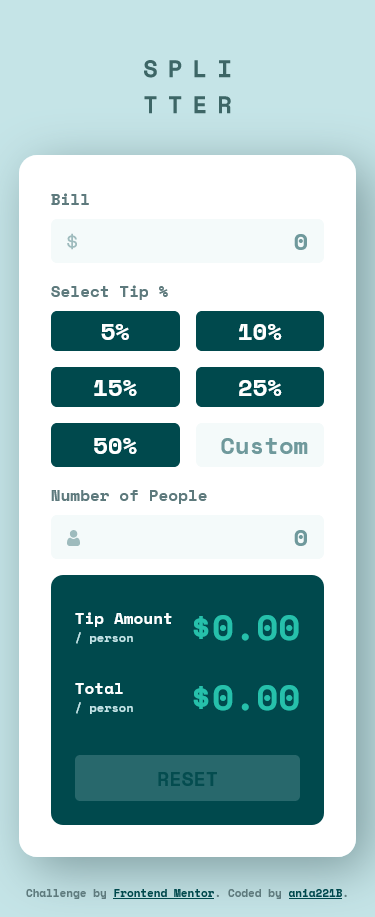 SPLI
TTER
Bill
$ 0
Select Tip %
5% 10%
15% 25%
50% Custom
Number of People
0
Tip Amount $0.00
/ person
Total $0.00
/ person
RESET
Challenge by Frontend Mentor. Coded by ania221B.